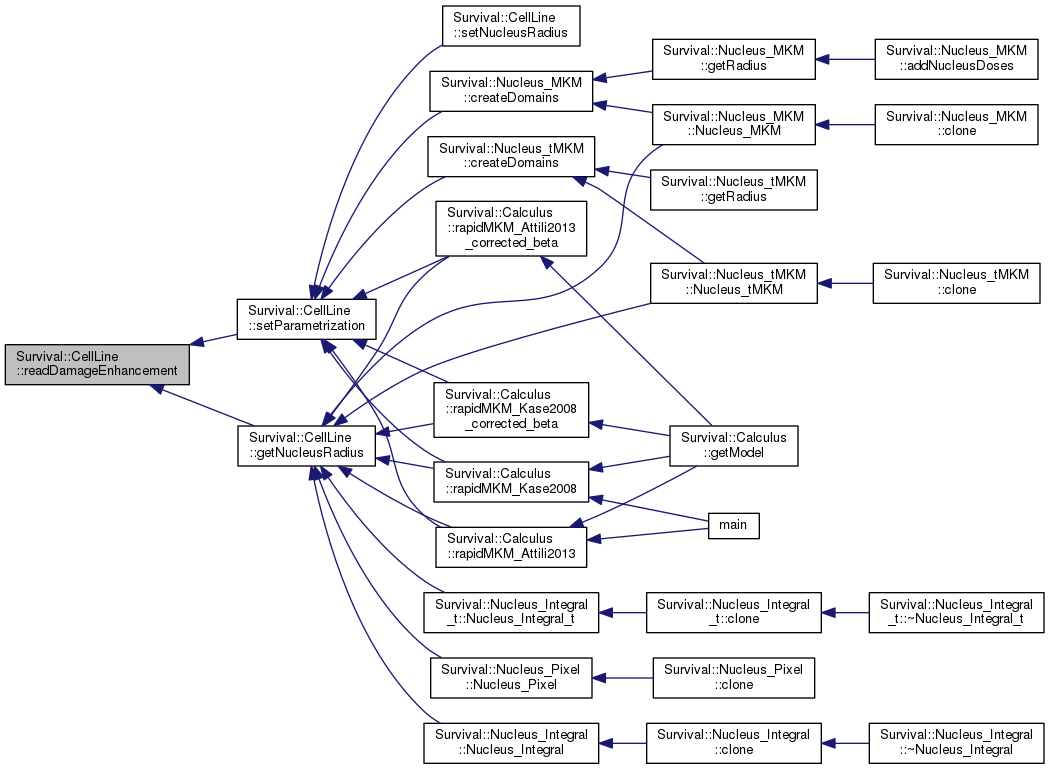 Survival::CellLine
::readDamageEnhancement
Survival::CellLine
::setParametrization
Survival::CellLine
::getNucleusRadius
Survival::CellLine
::setNucleusRadius
Survival::Nucleus_MKM
::createDomains
Survival::Nucleus_tMKM
::createDomains
Survival::Calculus
::rapidMKM_Attili2013
_corrected_beta
Survival::Calculus
::rapidMKM_Kase2008
_corrected_beta
Survival::Calculus
::rapidMKM_Kase2008
Survival::Calculus
::rapidMKM_Attili2013
Survival::Nucleus_Integral
_t::Nucleus_Integral_t
Survival::Nucleus_Pixel
::Nucleus_Pixel
Survival::Nucleus_Integral
::Nucleus_Integral
Survival::Nucleus_MKM
::getRadius
Survival::Nucleus_MKM
::Nucleus_MKM
Survival::Nucleus_tMKM
::getRadius
Survival::Nucleus_tMKM
::Nucleus_tMKM
Survival::Calculus
::getModel
main
Survival::Nucleus_Integral
_t::clone
Survival::Nucleus_Pixel
::clone
Survival::Nucleus_Integral
::clone
Survival::Nucleus_MKM
::addNucleusDoses
Survival::Nucleus_MKM
::clone
Survival::Nucleus_tMKM
::clone
Survival::Nucleus_Integral
_t::~Nucleus_Integral_t
Survival::Nucleus_Integral
::~Nucleus_Integral